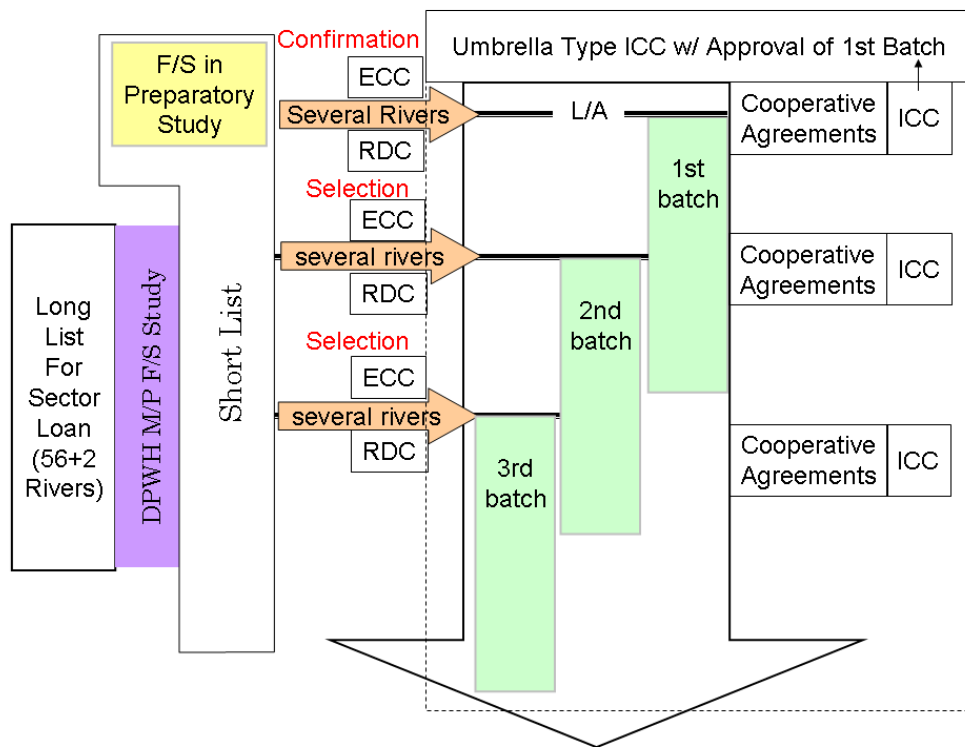 Umbrella Type ICC w/ Approval of 1st Batch
F/S in
Preparatory
Study
Confirmation
ECC
Several Rivers
RDC
L/A
1st
batch
Cooperative
Agreements
ICC
Selection
ECC
several rivers
RDC
2nd
batch
Cooperative
Agreements
ICC
Long
List
For
Sector
Loan
(56+2
Rivers)
DPWH M/P F/S Study
Short List
Selection
ECC
several rivers
RDC
3rd
batch
Cooperative
Agreements
ICC